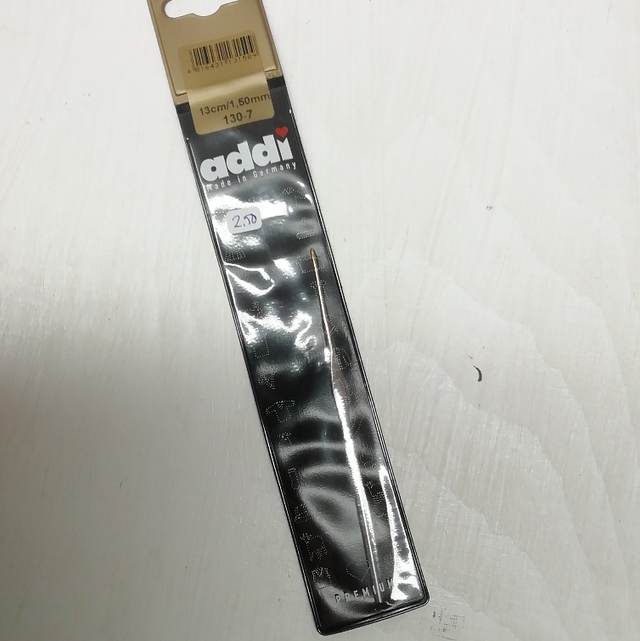 13cm/1,50mm
130-7
addi
Made in Germany
2.50
PREMIUM